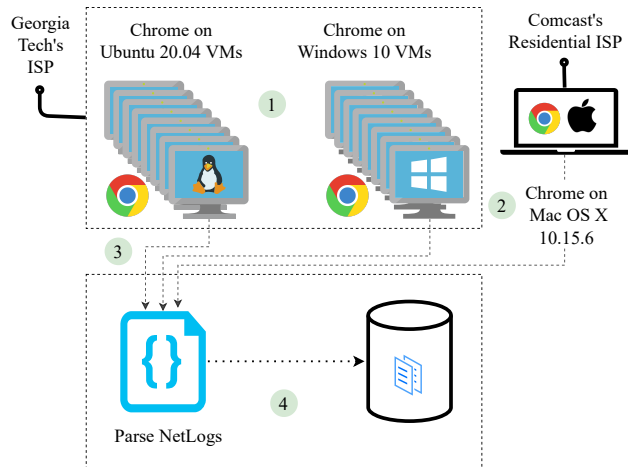 Georgia
Tech's
ISP
Chrome on
Ubuntu 20.04 VMs
Chrome on
Windows 10 VMs
Comcast's
Residential ISP
1
2
Chrome on
Mac OS X
10.15.6
3
{}
4
Parse NetLogs